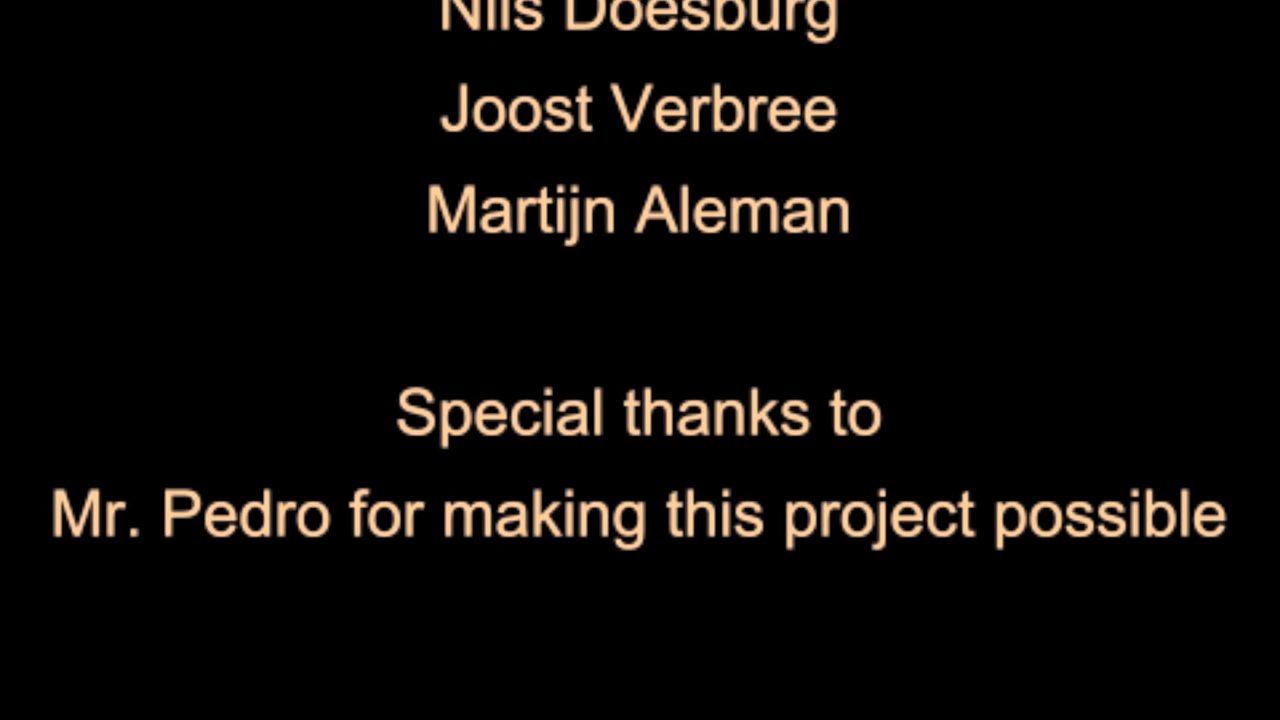 Nils Doesburg
Joost Verbree
Martijn Aleman
Special thanks to
Mr. Pedro for making this project possible